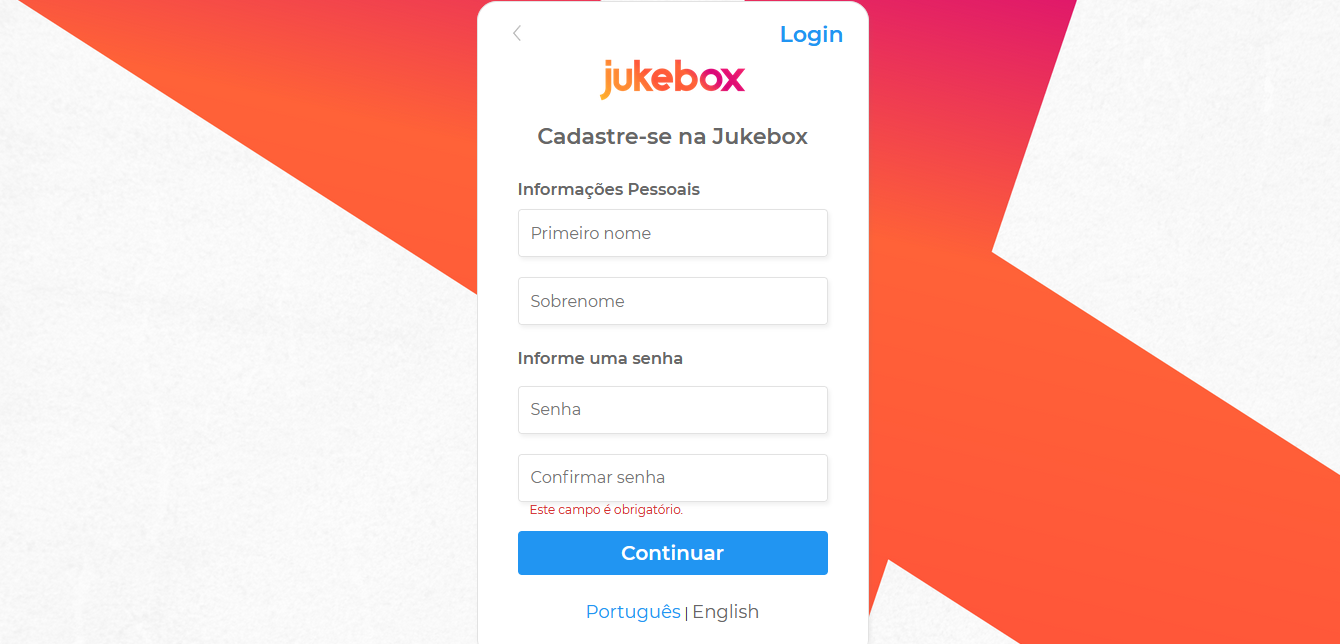 Login
jukebox
Cadastre-se na Jukebox
Informações Pessoais
Primeiro nome
Sobrenome
Informe uma senha
Senha
Confirmar senha
Este campo é obrigatório.
Continuar
Português | English